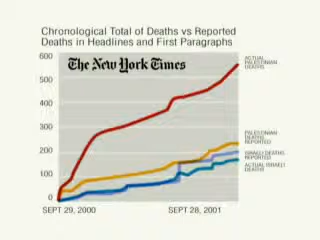 Chronological Total of Deaths vs Reported
Deaths in Headlines and First Paragraphs
The New York Times
600
500
400
300
200
100
0
SEPT 29, 2000
SEPT 28, 2001
ACTUAL
PALESTINIAN
DEATHS
PALESTINIAN
DEATHS
REPORTED
ISRAELI DEATHS
REPORTED
ACTUAL ISRAELI
DEATHS